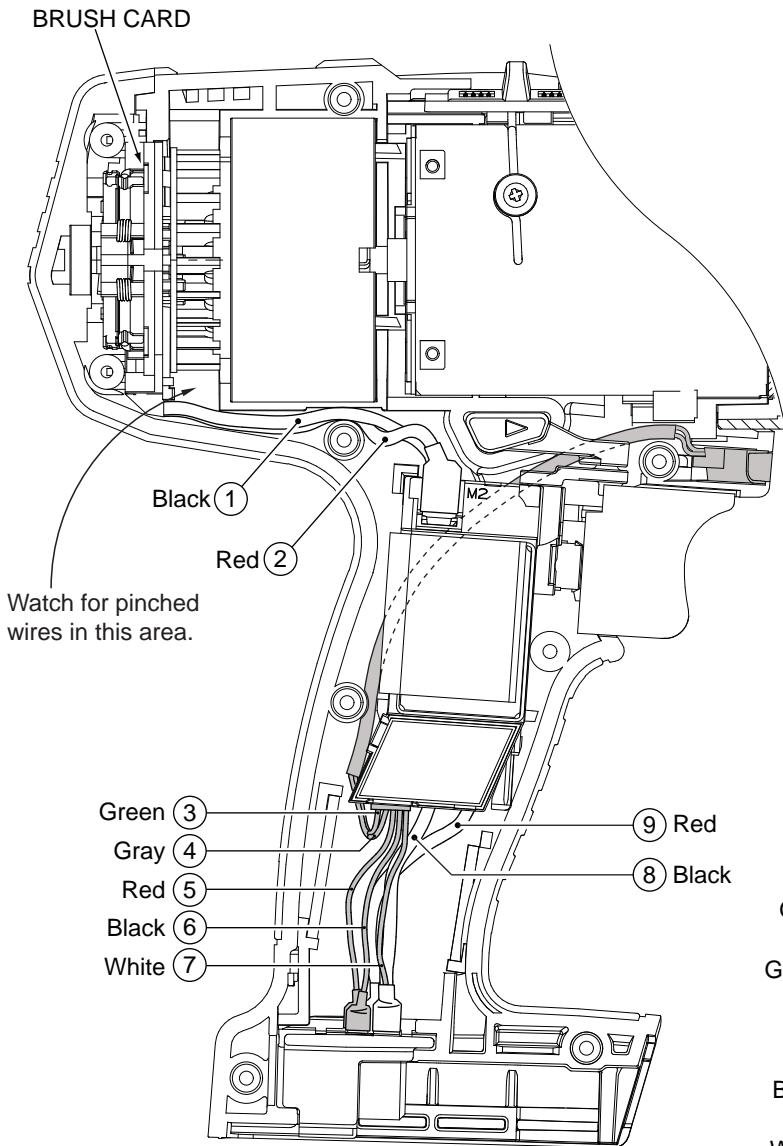 BRUSH CARD
Black 1
Red 2
M2
Watch for pinched
wires in this area.
Green 3
Gray 4
Red 5
Black 6
White 7
9 Red
8 Black
G
B